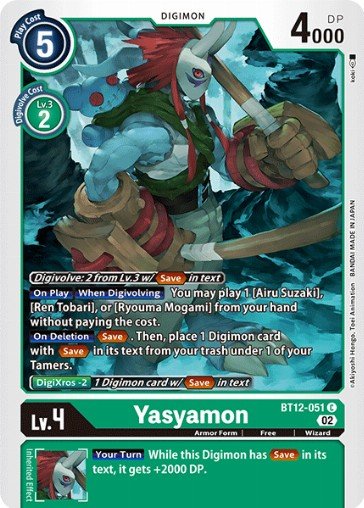 Play Cost
5
DIGIMON
DP
4000
Digivolve Cost
Lv.3
2
koki
Digivolve: 2 from Lv.3 w/ Save in text
On Play When Digivolving You may play 1 [Airu Suzaki],
[Ren Tobari], or [Ryouma Mogami] from your hand
without paying the cost.
On Deletion Save. Then, place 1 Digimon card
with Save in its text from your trash under 1 of your
Tamers.
DigiXros -2 1 Digimon card w/ Save in text
©Akiyoshi Hongo, Toei Animation BANDAI MADE IN JAPAN
Lv.4
Yasyamon
BT12-051 C
02
Armor Form | Free | Wizard
Inherited Effect
Your Turn While this Digimon has Save in its
text, it gets +2000 DP.